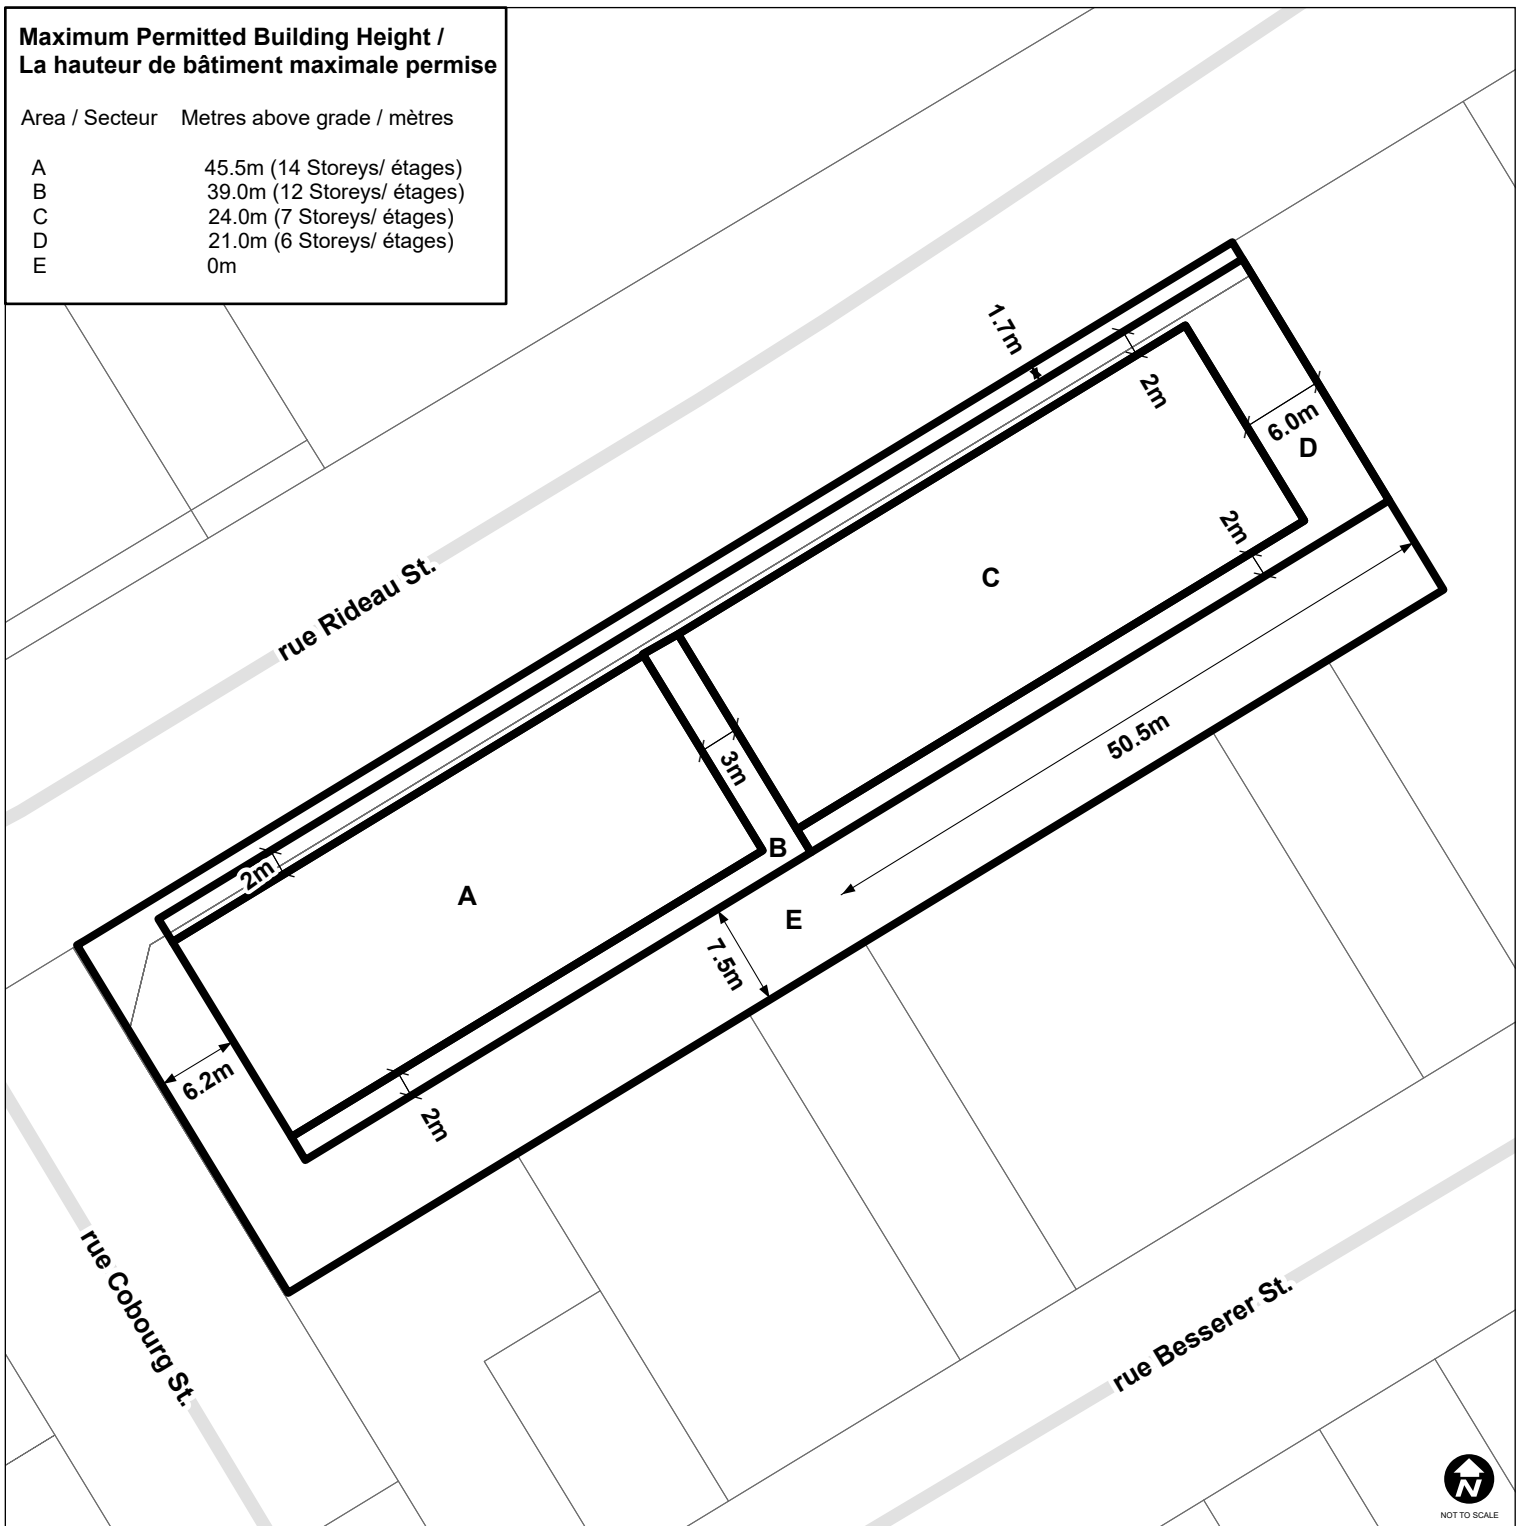 Maximum Permitted Building Height /
La hauteur de bâtiment maximale permise
Area / Secteur Metres above grade / mètres
A 45.5m (14 Storeys/ étages)
B 39.0m (12 Storeys/ étages)
C 24.0m (7 Storeys/ étages)
D 21.0m (6 Storeys/ étages)
E 0m
1.7m
2m
6.0m
D
2m
C
rue Rideau St.
50.5m
3m
B
2m
A
E
7.5m
6.2m
2m
rue Cobourg St.
rue Besserer St.
N
NOT TO SCALE